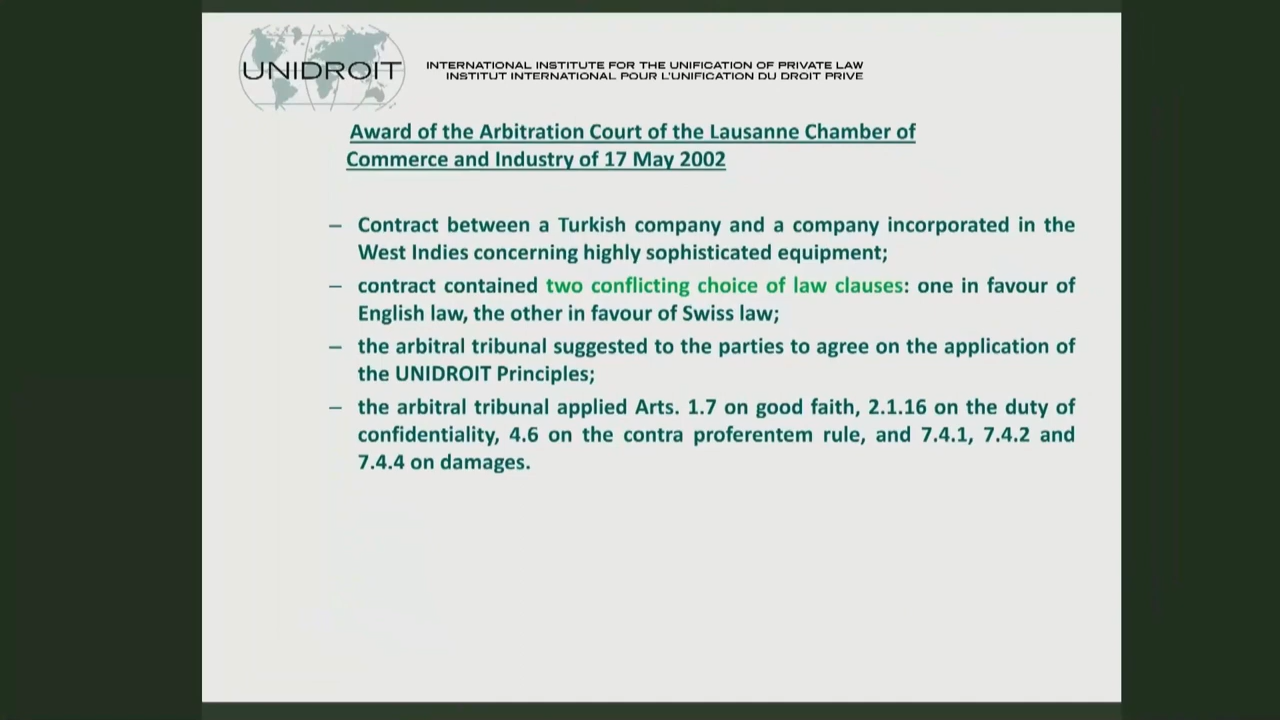 UNIDROIT
INTERNATIONAL INSTITUTE FOR THE UNIFICATION OF PRIVATE LAW
INSTITUT INTERNATIONAL POUR L'UNIFICATION DU DROIT PRIVE
Award of the Arbitration Court of the Lausanne Chamber of
Commerce and Industry of 17 May 2002
– Contract between a Turkish company and a company incorporated in the
West Indies concerning highly sophisticated equipment;
– contract contained two conflicting choice of law clauses: one in favour of
English law, the other in favour of Swiss law;
– the arbitral tribunal suggested to the parties to agree on the application of
the UNIDROIT Principles;
– the arbitral tribunal applied Arts. 1.7 on good faith, 2.1.16 on the duty of
confidentiality, 4.6 on the contra proferentem rule, and 7.4.1, 7.4.2 and
7.4.4 on damages.